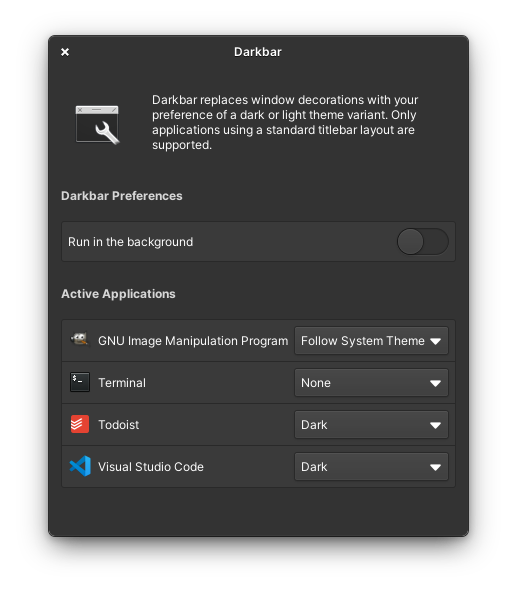 Darkbar
Darkbar replaces window decorations with your
preference of a dark or light theme variant. Only
applications using a standard titlebar layout are
supported.
Darkbar Preferences
Run in the background
Active Applications
GNU Image Manipulation Program Follow System Theme
Terminal None
Todoist Dark
Visual Studio Code Dark